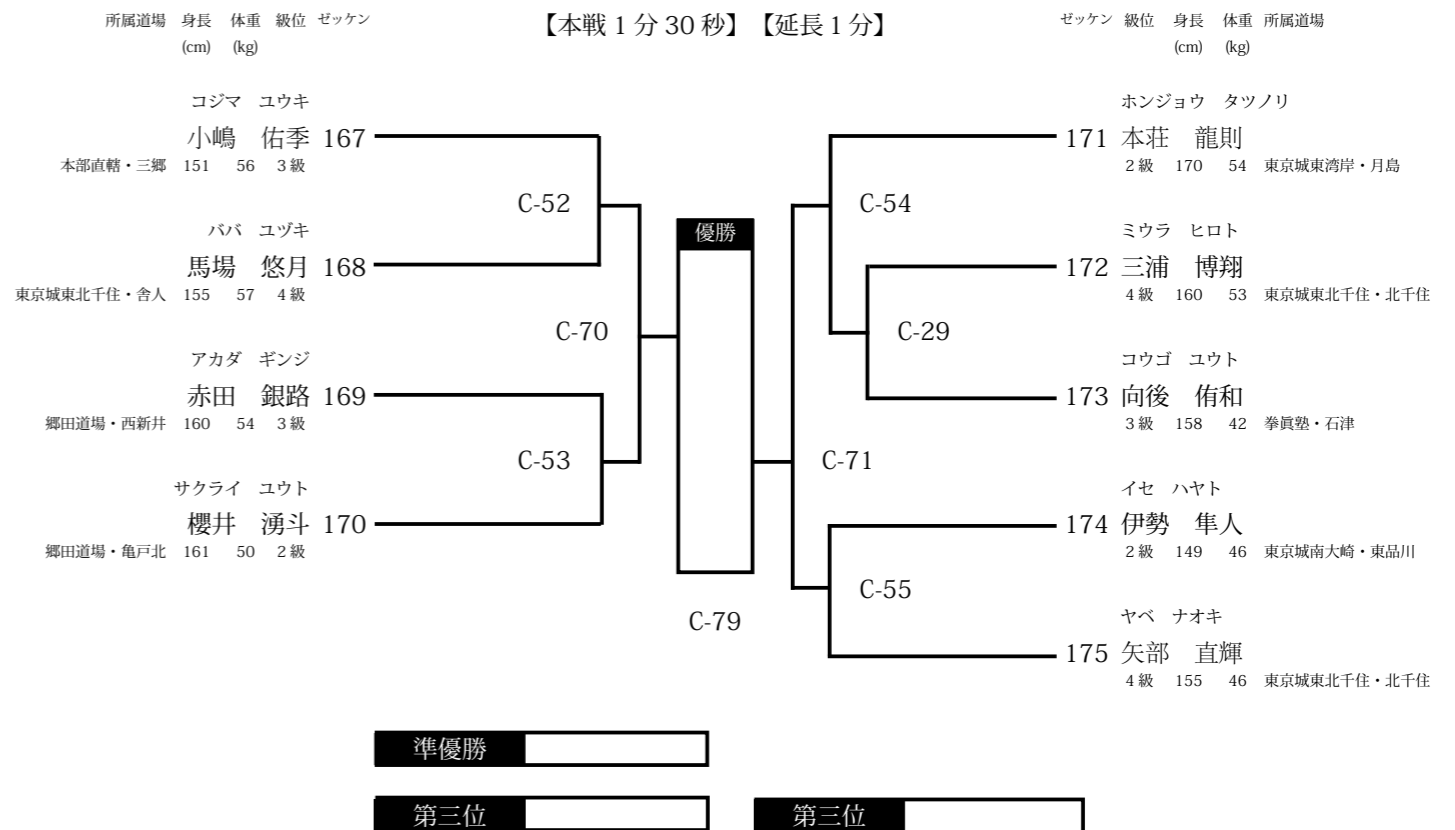 所属道場 身長 体重 級位 ゼッケン
(cm) (kg)
【本戦1分30秒】【延長1分】
ゼッケン 級位 身長 体重 所属道場
(cm) (kg)
コジマ ユウキ
小嶋 佑季 167
本部直轄・三郷 151 56 3級
C-52
ババ ユヅキ
馬場 悠月 168
東京城東北千住・舎人 155 57 4級
C-70
アカダ ギンジ
赤田 銀路 169
郷田道場・西新井 160 54 3級
C-53
サクライ ユウト
櫻井 湧斗 170
郷田道場・亀戸北 161 50 2級
優勝
C-79
ホンジョウ タツノリ
171 本荘 龍則
2級 170 54 東京城東湾岸・月島
C-54
ミウラ ヒロト
172 三浦 博翔
4級 160 53 東京城東北千住・北千住
C-29
コウゴ ユウト
173 向後 侑和
3級 158 42 拳眞塾・石津
C-71
イセ ハヤト
174 伊勢 隼人
2級 149 46 東京城南大崎・東品川
C-55
ヤベ ナオキ
175 矢部 直輝
4級 155 46 東京城東北千住・北千住
準優勝
第三位
第三位